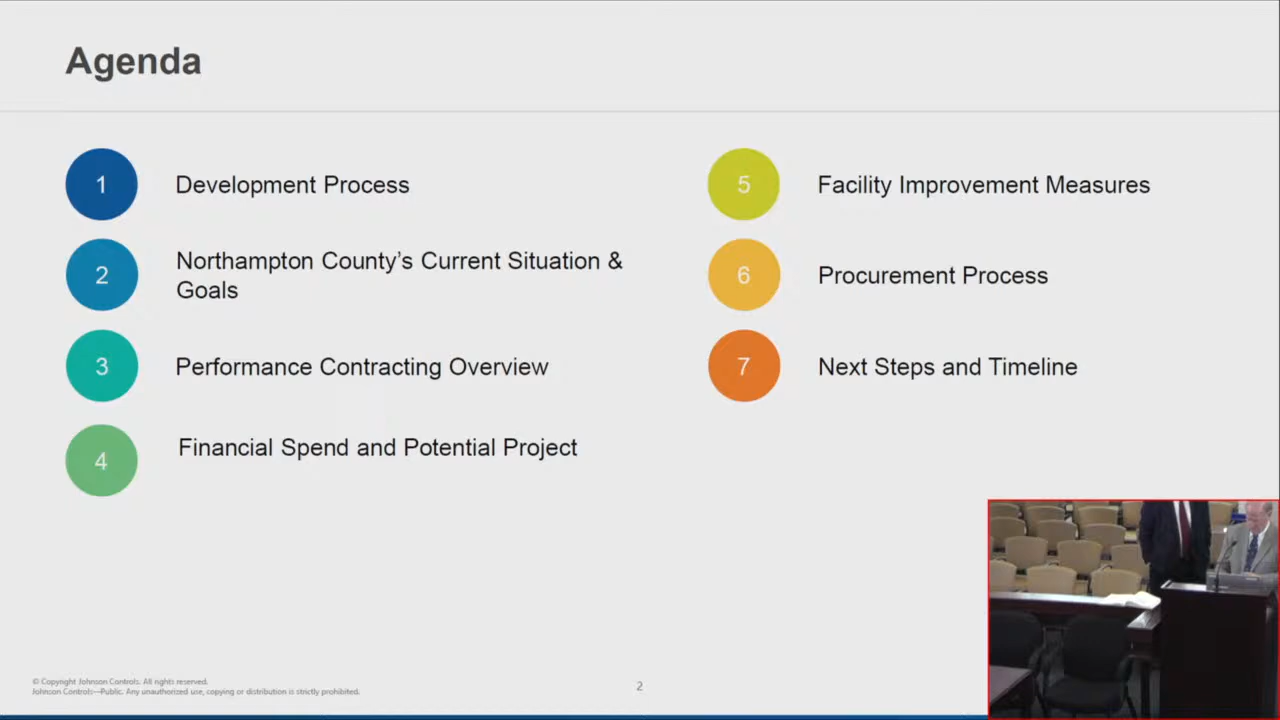 Agenda
1
Development Process
2
Northampton County’s Current Situation &
Goals
3
Performance Contracting Overview
4
Financial Spend and Potential Project
5
Facility Improvement Measures
6
Procurement Process
7
Next Steps and Timeline
© Copyright Johnson Controls. All rights reserved.
Johnson Controls—Public. Any unauthorized use, copying or distribution is strictly prohibited.
2